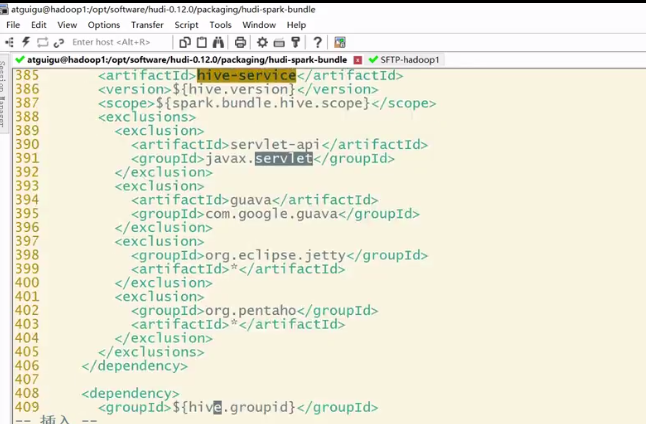 atguigu@hadoop1:/opt/software/hudi-0.12.0/packaging/hudi-spark-bundle
File Edit View Options Transfer Script Tools Window Help
Enter host <Alt+R>
atguigu@hadoop1:/opt/software/hudi-0.12.0/packaging/hudi-spark-bundle SFTP-hadoop1
Session Manager
385 <artifactId>hive-service</artifactId>
386 <version>${hive.version}</version>
387 <scope>${spark.bundle.hive.scope}</scope>
388 <exclusions>
389 <exclusion>
390 <artifactId>servlet-api</artifactId>
391 <groupId>javax.servlet</groupId>
392 </exclusion>
393 <exclusion>
394 <artifactId>guava</artifactId>
395 <groupId>com.google.guava</groupId>
396 </exclusion>
397 <exclusion>
398 <groupId>org.eclipse.jetty</groupId>
399 <artifactId>*</artifactId>
400 </exclusion>
401 <exclusion>
402 <groupId>org.pentaho</groupId>
403 <artifactId>*</artifactId>
404 </exclusion>
405 </exclusions>
406 </dependency>
407
408 <dependency>
409 <groupId>${hive.groupid}</groupId>
-- 插入 --